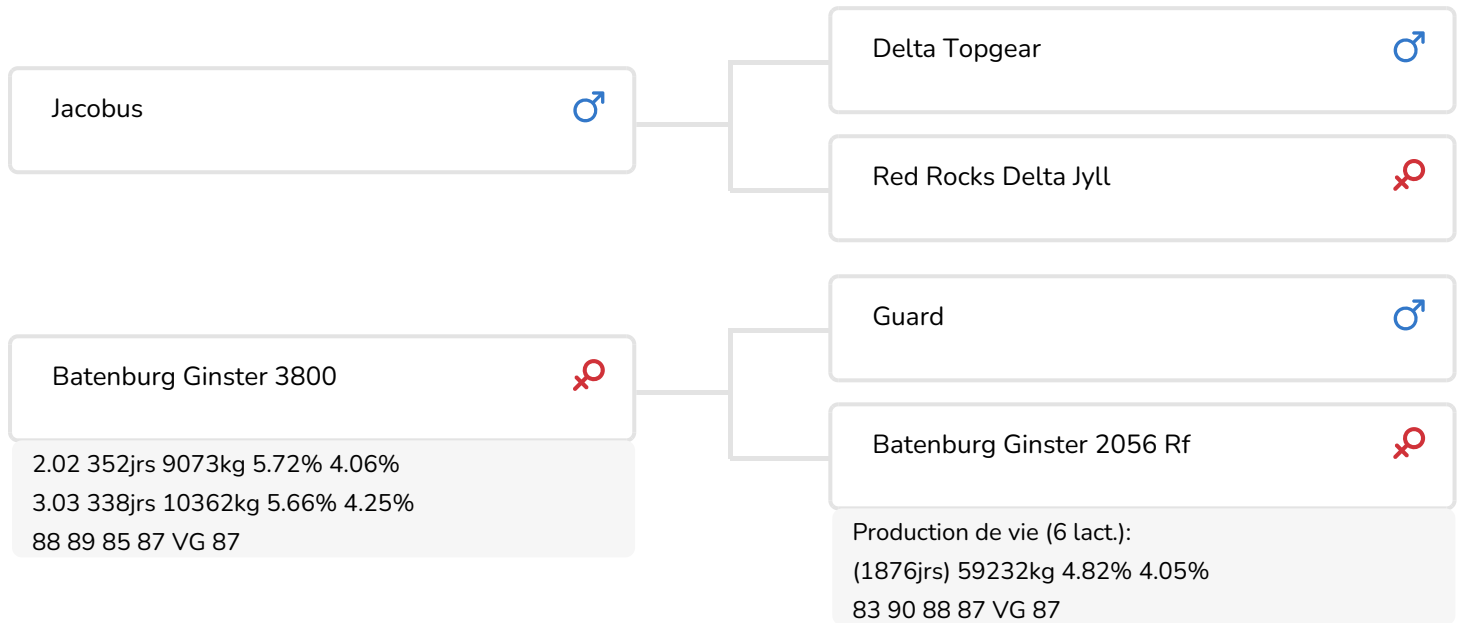 Jacobus
Delta Topgear
Red Rocks Delta Jyll
Batenburg Ginster 3800
2.02 352jrs 9073kg 5.72% 4.06%
3.03 338jrs 10362kg 5.66% 4.25%
88 89 85 87 VG 87
Guard
Batenburg Ginster 2056 Rf
Production de vie (6 lact.):
(1876jrs) 59232kg 4.82% 4.05%
83 90 88 87 VG 87